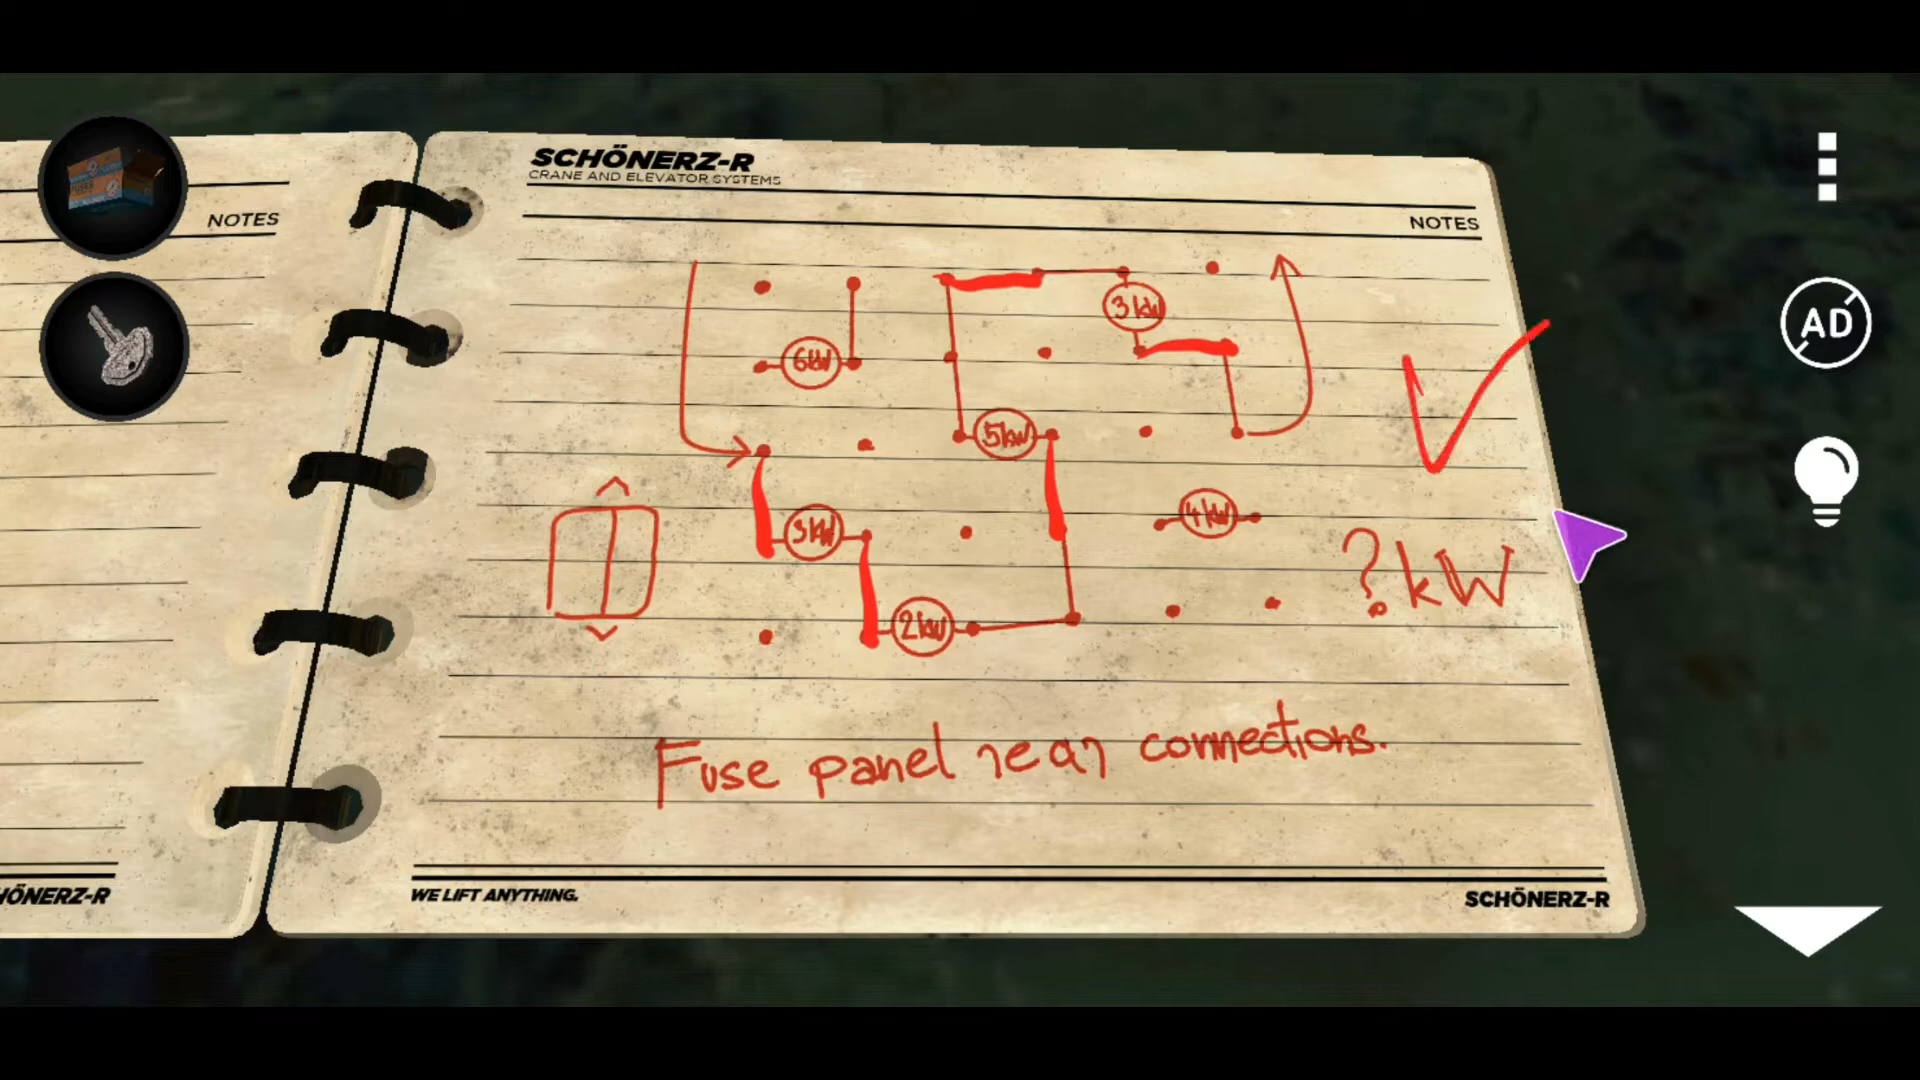 SCHÖNERZ-R
CRANE AND ELEVATOR SYSTEMS
NOTES
NOTES
3kW
6kW
5kW
3kW
4kW
2kW
?kW
Fuse panel rear connections.
WE LIFT ANYTHING.
SCHÖNERZ-R
HÖNERZ-R
AD